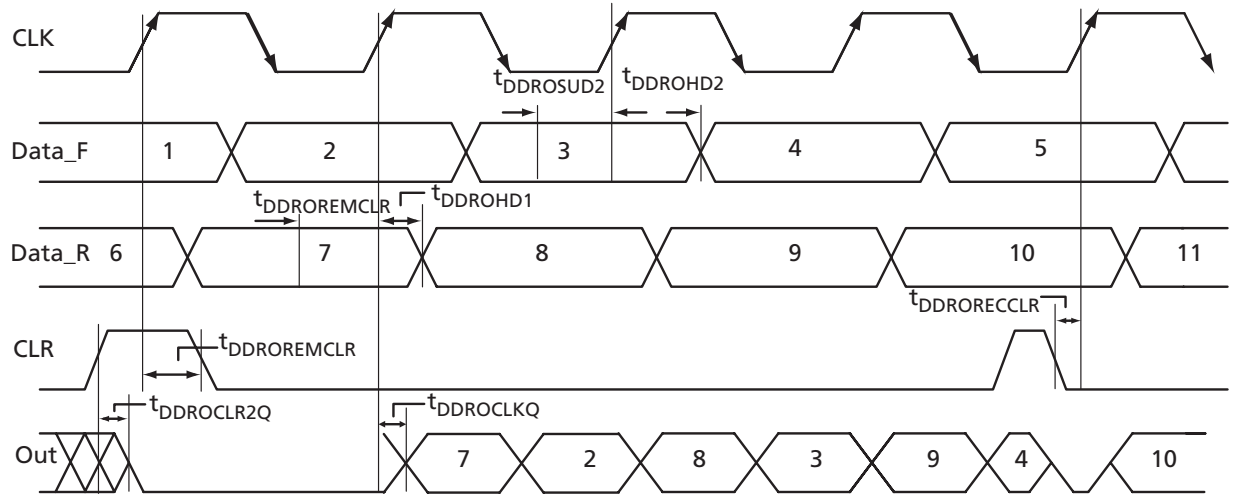 CLK
tDDROSUD2 tDDROHD2
Data_F 1 2 3 4 5
tDDROREMCLR tDDROHD1
Data_R 6 7 8 9 10 11
tDDRORECCLR
CLR tDDROREMCLR
tDDROCLR2Q tDDROCLKQ
Out 7 2 8 3 9 4 10